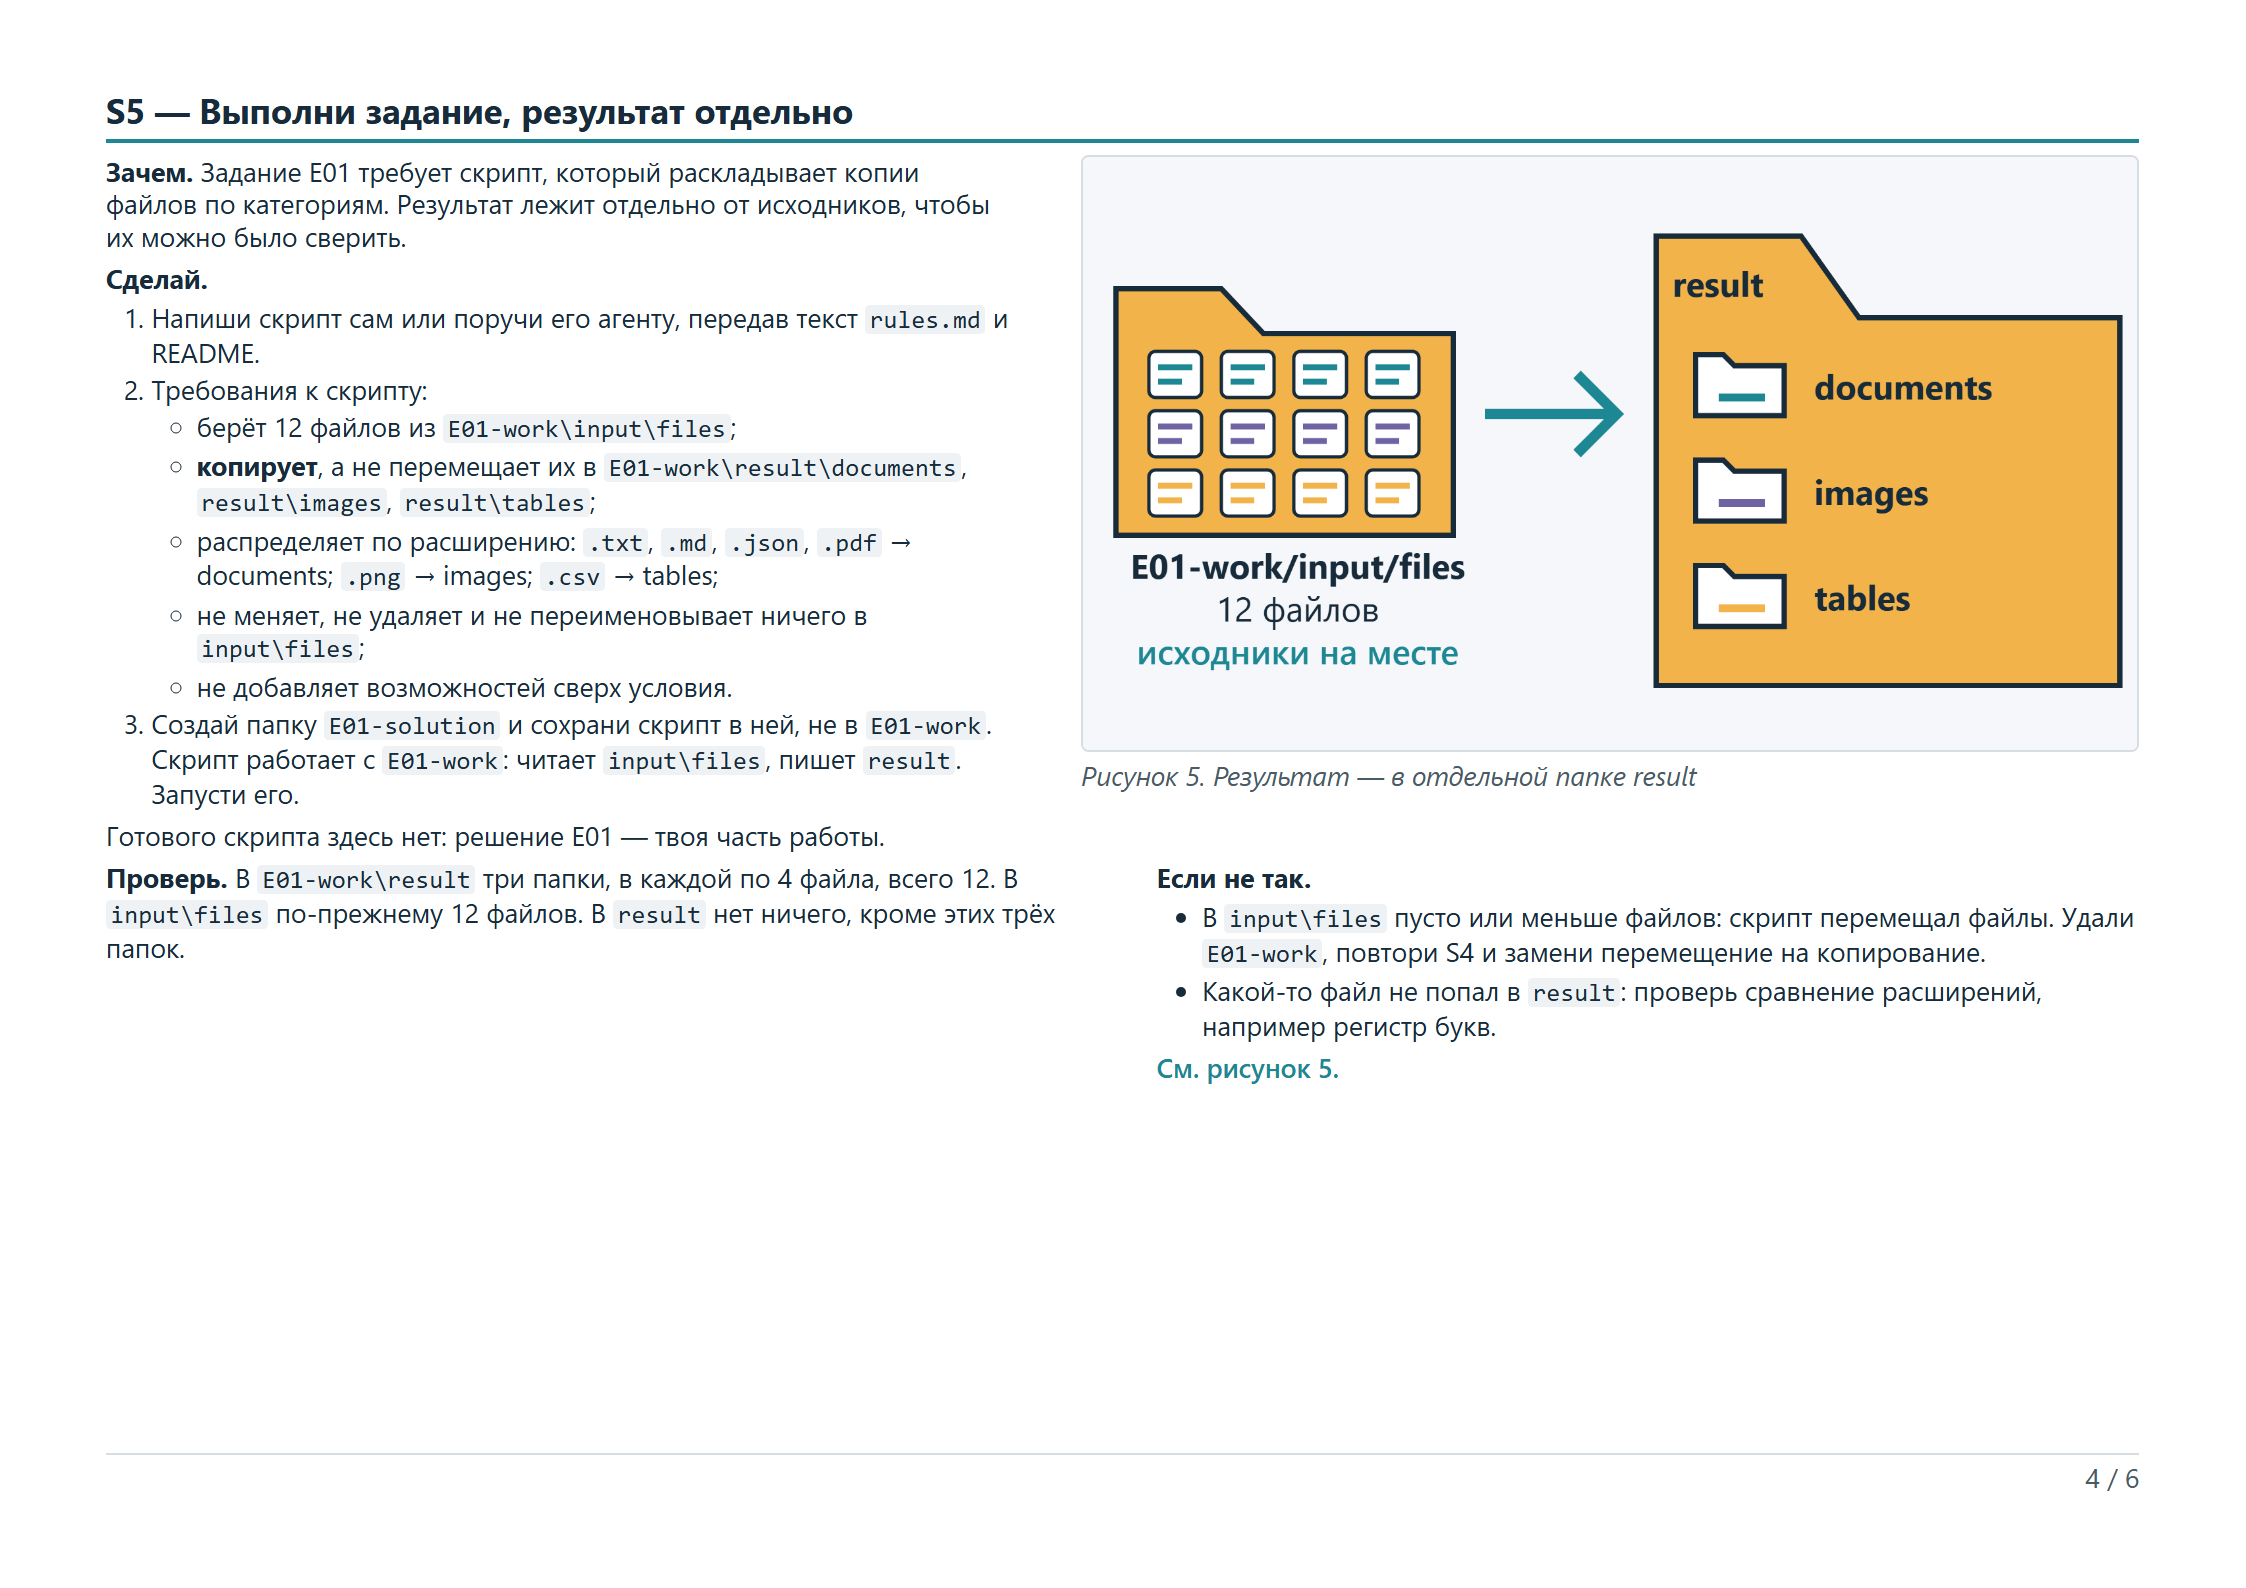 S5 — Выполни задание, результат отдельно
Зачем. Задание E01 требует скрипт, который раскладывает копии
файлов по категориям. Результат лежит отдельно от исходников, чтобы
их можно было сверить.
Сделай.
1. Напиши скрипт сам или поручи его агенту, передав текст rules.md и
README.
2. Требования к скрипту:
○ берёт 12 файлов из E01-work\input\files;
○ копирует, а не перемещает их в E01-work\result\documents,
result\images, result\tables;
○ распределяет по расширению: .txt, .md, .json, .pdf →
documents; .png → images; .csv → tables;
○ не меняет, не удаляет и не переименовывает ничего в
input\files;
○ не добавляет возможностей сверх условия.
3. Создай папку E01-solution и сохрани скрипт в ней, не в E01-work.
Скрипт работает с E01-work: читает input\files, пишет result.
Запусти его.
Готового скрипта здесь нет: решение E01 — твоя часть работы.
Проверь. В E01-work\result три папки, в каждой по 4 файла, всего 12. В
input\files по-прежнему 12 файлов. В result нет ничего, кроме этих трёх
папок.
E01-work/input/files
12 файлов
исходники на месте
result
documents
images
tables
Рисунок 5. Результат — в отдельной папке result
Если не так.
• В input\files пусто или меньше файлов: скрипт перемещал файлы. Удали
E01-work, повтори S4 и замени перемещение на копирование.
• Какой-то файл не попал в result: проверь сравнение расширений,
например регистр букв.
См. рисунок 5.
4 / 6